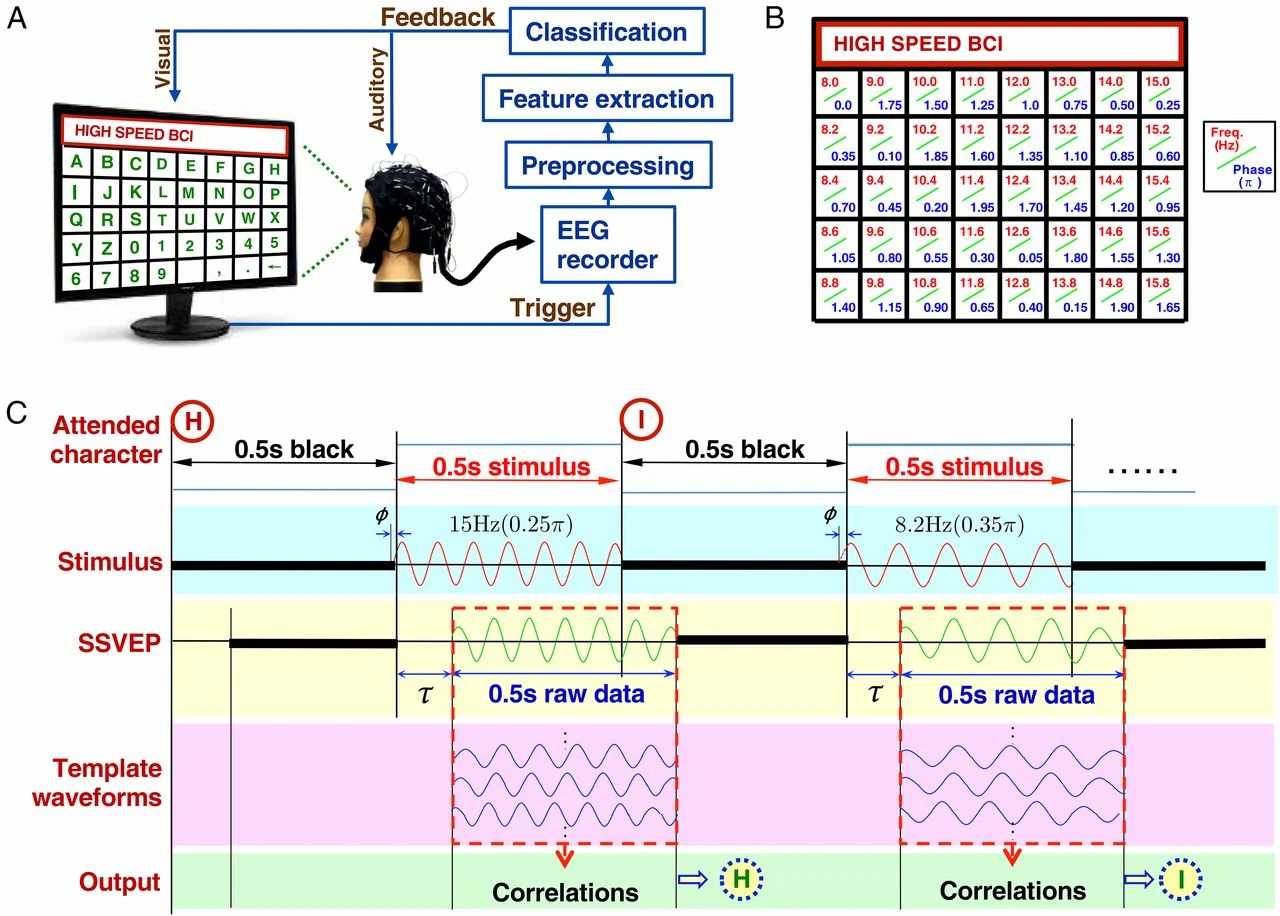 A
Feedback
Visual
Auditory
Classification
Feature extraction
Preprocessing
EEG
recorder
Trigger
HIGH SPEED BCI
A B C D E F G H
I J K L M N O P
Q R S T U V W X
Y Z 0 1 2 3 4 5
6 7 8 9 , . ←
B
HIGH SPEED BCI
8.0 9.0 10.0 11.0 12.0 13.0 14.0 15.0
0.0 1.75 1.50 1.25 1.0 0.75 0.50 0.25
8.2 9.2 10.2 11.2 12.2 13.2 14.2 15.2
0.35 0.10 1.85 1.60 1.35 1.10 0.85 0.60
8.4 9.4 10.4 11.4 12.4 13.4 14.4 15.4
0.70 0.45 0.20 1.95 1.70 1.45 1.20 0.95
8.6 9.6 10.6 11.6 12.6 13.6 14.6 15.6
1.05 0.80 0.55 0.30 0.05 1.80 1.55 1.30
8.8 9.8 10.8 11.8 12.8 13.8 14.8 15.8
1.40 1.15 0.90 0.65 0.40 0.15 1.90 1.65
Freq.
(Hz)
Phase
(π)
C
Attended
character
H
0.5s black
0.5s stimulus
I
0.5s black
0.5s stimulus
......
Stimulus
ϕ
15Hz(0.25π)
ϕ
8.2Hz(0.35π)
SSVEP
τ
0.5s raw data
τ
0.5s raw data
Template
waveforms
Output
Correlations
H
Correlations
I